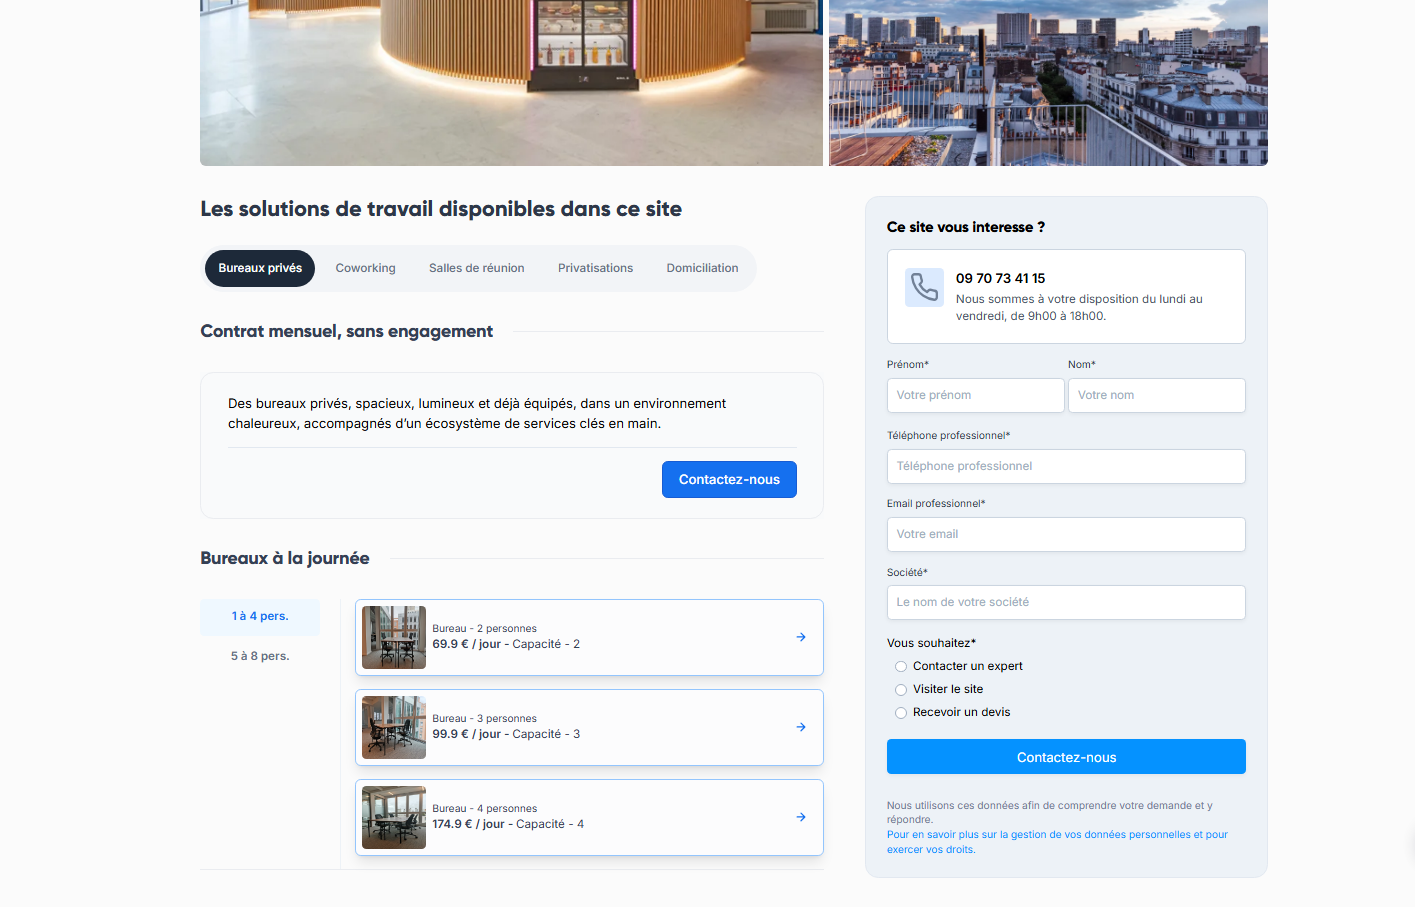 Les solutions de travail disponibles dans ce site
Bureaux privés
Coworking
Salles de réunion
Privatisations
Domiciliation
Contrat mensuel, sans engagement
Des bureaux privés, spacieux, lumineux et déjà équipés, dans un environnement
chaleureux, accompagnés d’un écosystème de services clés en main.
Contactez-nous
Bureaux à la journée
1 à 4 pers.
5 à 8 pers.
Bureau - 2 personnes
69.9 € / jour - Capacité - 2
Bureau - 3 personnes
99.9 € / jour - Capacité - 3
Bureau - 4 personnes
174.9 € / jour - Capacité - 4
Ce site vous interesse ?
09 70 73 41 15
Nous sommes à votre disposition du lundi au
vendredi, de 9h00 à 18h00.
Prénom*
Nom*
Votre prénom
Votre nom
Téléphone professionnel*
Téléphone professionnel
Email professionnel*
Votre email
Société*
Le nom de votre société
Vous souhaitez*
Contacter un expert
Visiter le site
Recevoir un devis
Contactez-nous
Nous utilisons ces données afin de comprendre votre demande et y
répondre.
Pour en savoir plus sur la gestion de vos données personnelles et pour
exercer vos droits.